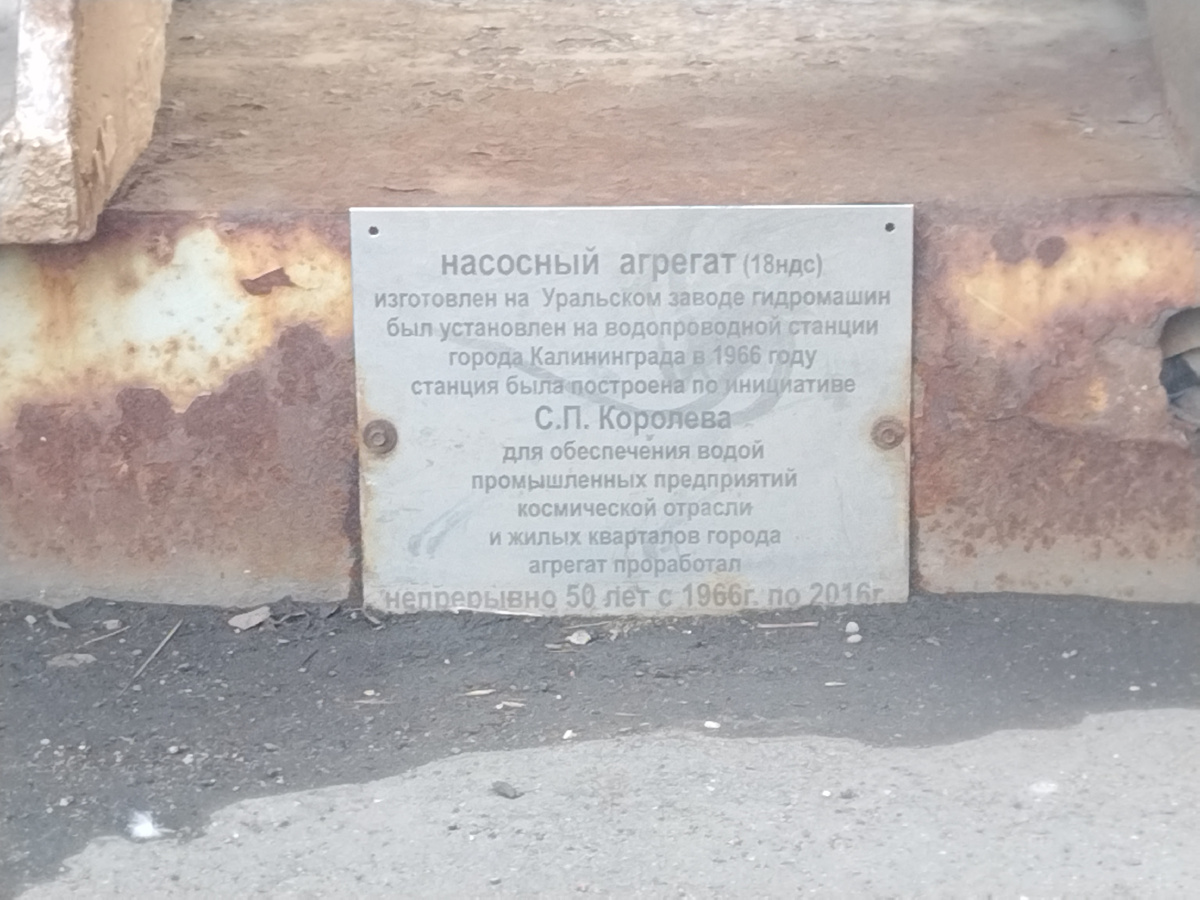 насосный агрегат (18ндс)
изготовлен на Уральском заводе гидромашин
был установлен на водопроводной станции
города Калининграда в 1966 году
станция была построена по инициативе
С.П. Королева
для обеспечения водой
промышленных предприятий
космической отрасли
и жилых кварталов города
агрегат проработал
непрерывно 50 лет с 1966г. по 2016г.